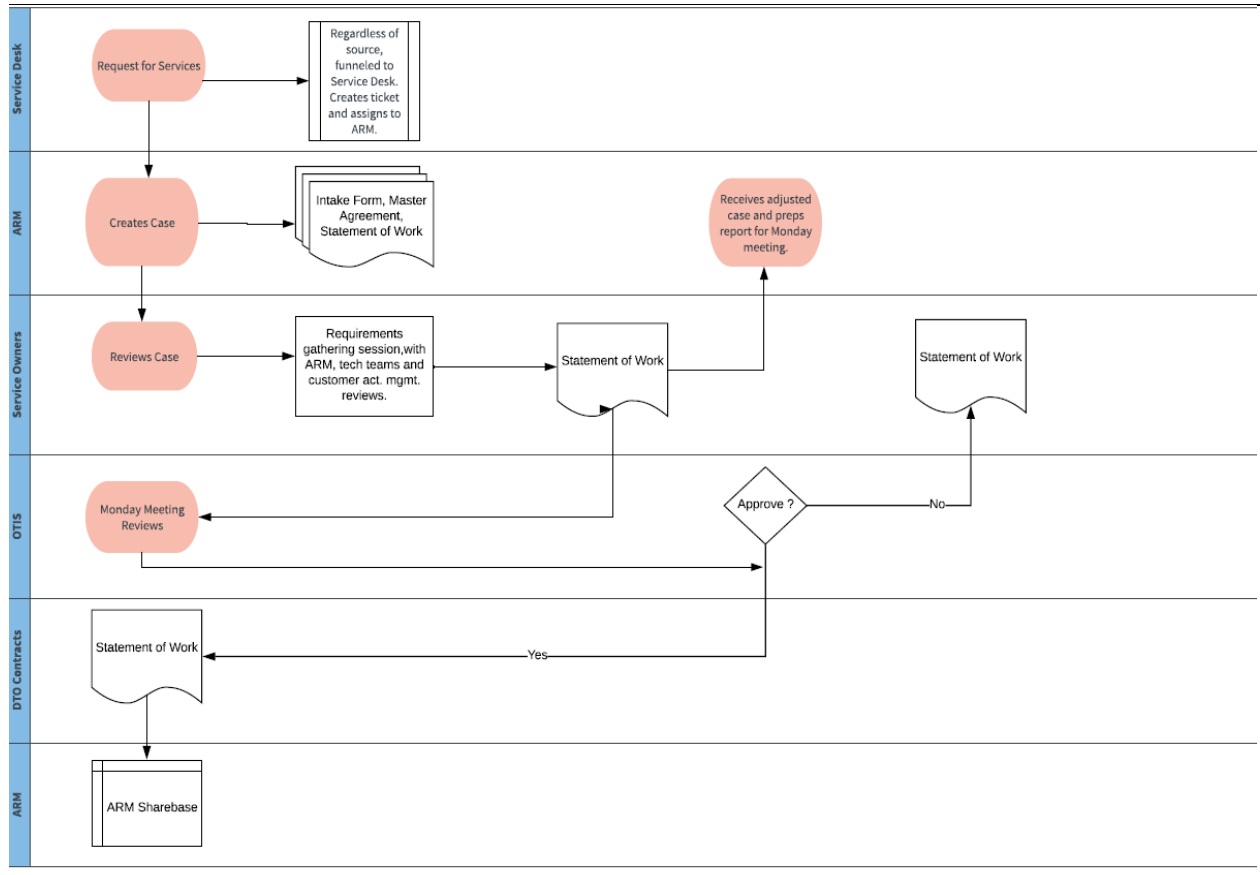 Service Desk
Request for Services
Regardless of
source,
funneled to
Service Desk.
Creates ticket
and assigns to
ARM.
ARM
Creates Case
Intake Form, Master
Agreement,
Statement of Work
Receives adjusted
case and preps
report for Monday
meeting.
Service Owners
Reviews Case
Requirements
gathering session,with
ARM, tech teams and
customer act. mgmt.
reviews.
Statement of Work
Statement of Work
OTIS
Monday Meeting
Reviews
Approve ?
No
DTO Contracts
Statement of Work
Yes
ARM
ARM Sharebase